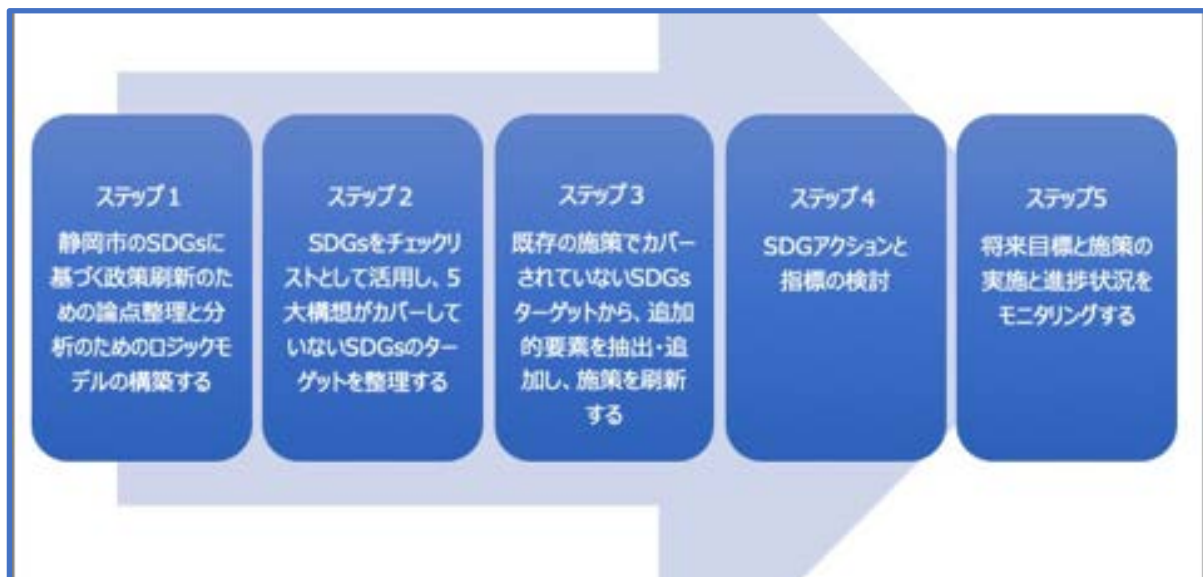 ステップ1
静岡市のSDGsに
基づく政策刷新のた
めの論点整理と分
析のためのロジックモ
デルの構築する
ステップ2
SDGsをチェックリ
ストとして活用し、5
大構想がカバーして
いないSDGsのター
ゲットを整理する
ステップ3
既存の施策でカバー
されていないSDGs
ターゲットから、追加
的要素を抽出・追
加し、施策を刷新
する
ステップ4
SDGアクションと
指標の検討
ステップ5
将来目標と施策の
実施と進捗状況を
モニタリングする